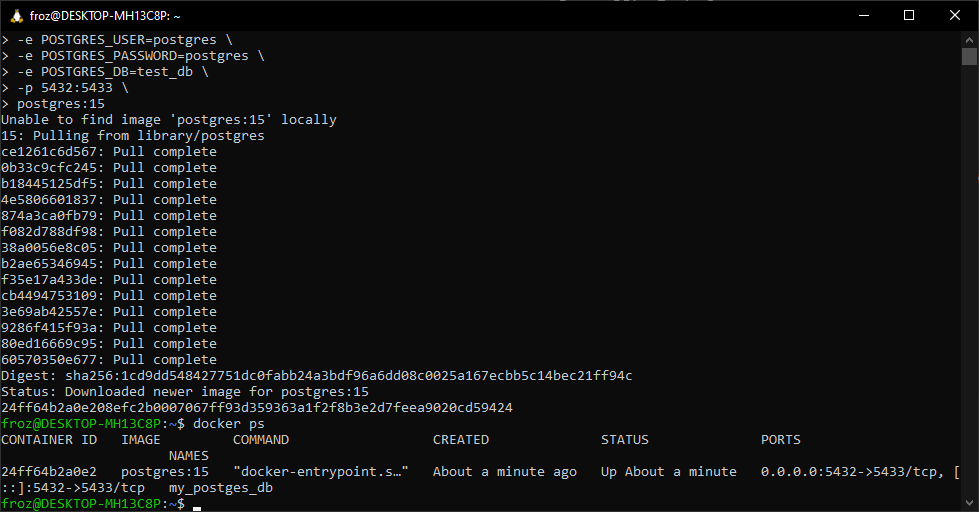 froz@DESKTOP-MH13C8P: ~
> -e POSTGRES_USER=postgres \
> -e POSTGRES_PASSWORD=postgres \
> -e POSTGRES_DB=test_db \
> -p 5432:5433 \
> postgres:15
Unable to find image 'postgres:15' locally
15: Pulling from library/postgres
ce1261c6d567: Pull complete
0b33c9cfc245: Pull complete
b18445125df5: Pull complete
4e5806601837: Pull complete
874a3ca0fb79: Pull complete
f082d788df98: Pull complete
38a0056e8c05: Pull complete
b2ae65346945: Pull complete
f35e17a433de: Pull complete
cb4494753109: Pull complete
3e69ab42557e: Pull complete
9286f415f93a: Pull complete
80ed16669c95: Pull complete
60570350e677: Pull complete
Digest: sha256:1cd9dd548427751dc0fabb24a3bdf96a6dd08c0025a167ecbb5c14bec21ff94c
Status: Downloaded newer image for postgres:15
24ff64b2a0e208efc2b0007067ff93d359363a1f2f8b3e2d7feea9020cd59424
froz@DESKTOP-MH13C8P:~$ docker ps
CONTAINER ID   IMAGE         COMMAND                  CREATED              STATUS              PORTS
                     NAMES
24ff64b2a0e2   postgres:15   "docker-entrypoint.s…"   About a minute ago   Up About a minute   0.0.0.0:5432->5433/tcp, [
::]:5432->5433/tcp   my_postges_db
froz@DESKTOP-MH13C8P:~$